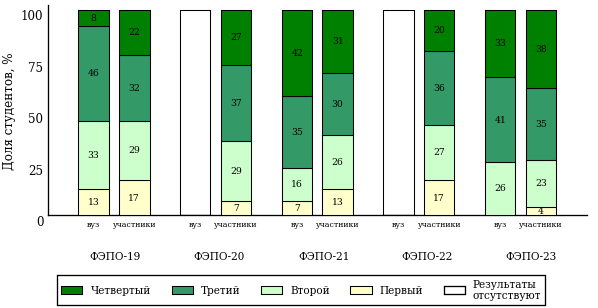 Доля студентов, %
100
75
50
25
0
8 22 27 42 31 20 33 38
46 32 37 35 30 36 41 35
33 29 29 16 26 27 26 23
13 17 7 7 13 17 4
вуз участники вуз участники вуз участники вуз участники вуз участники
ФЭПО-19 ФЭПО-20 ФЭПО-21 ФЭПО-22 ФЭПО-23
Четвертый Третий Второй Первый Результаты
отсутствуют